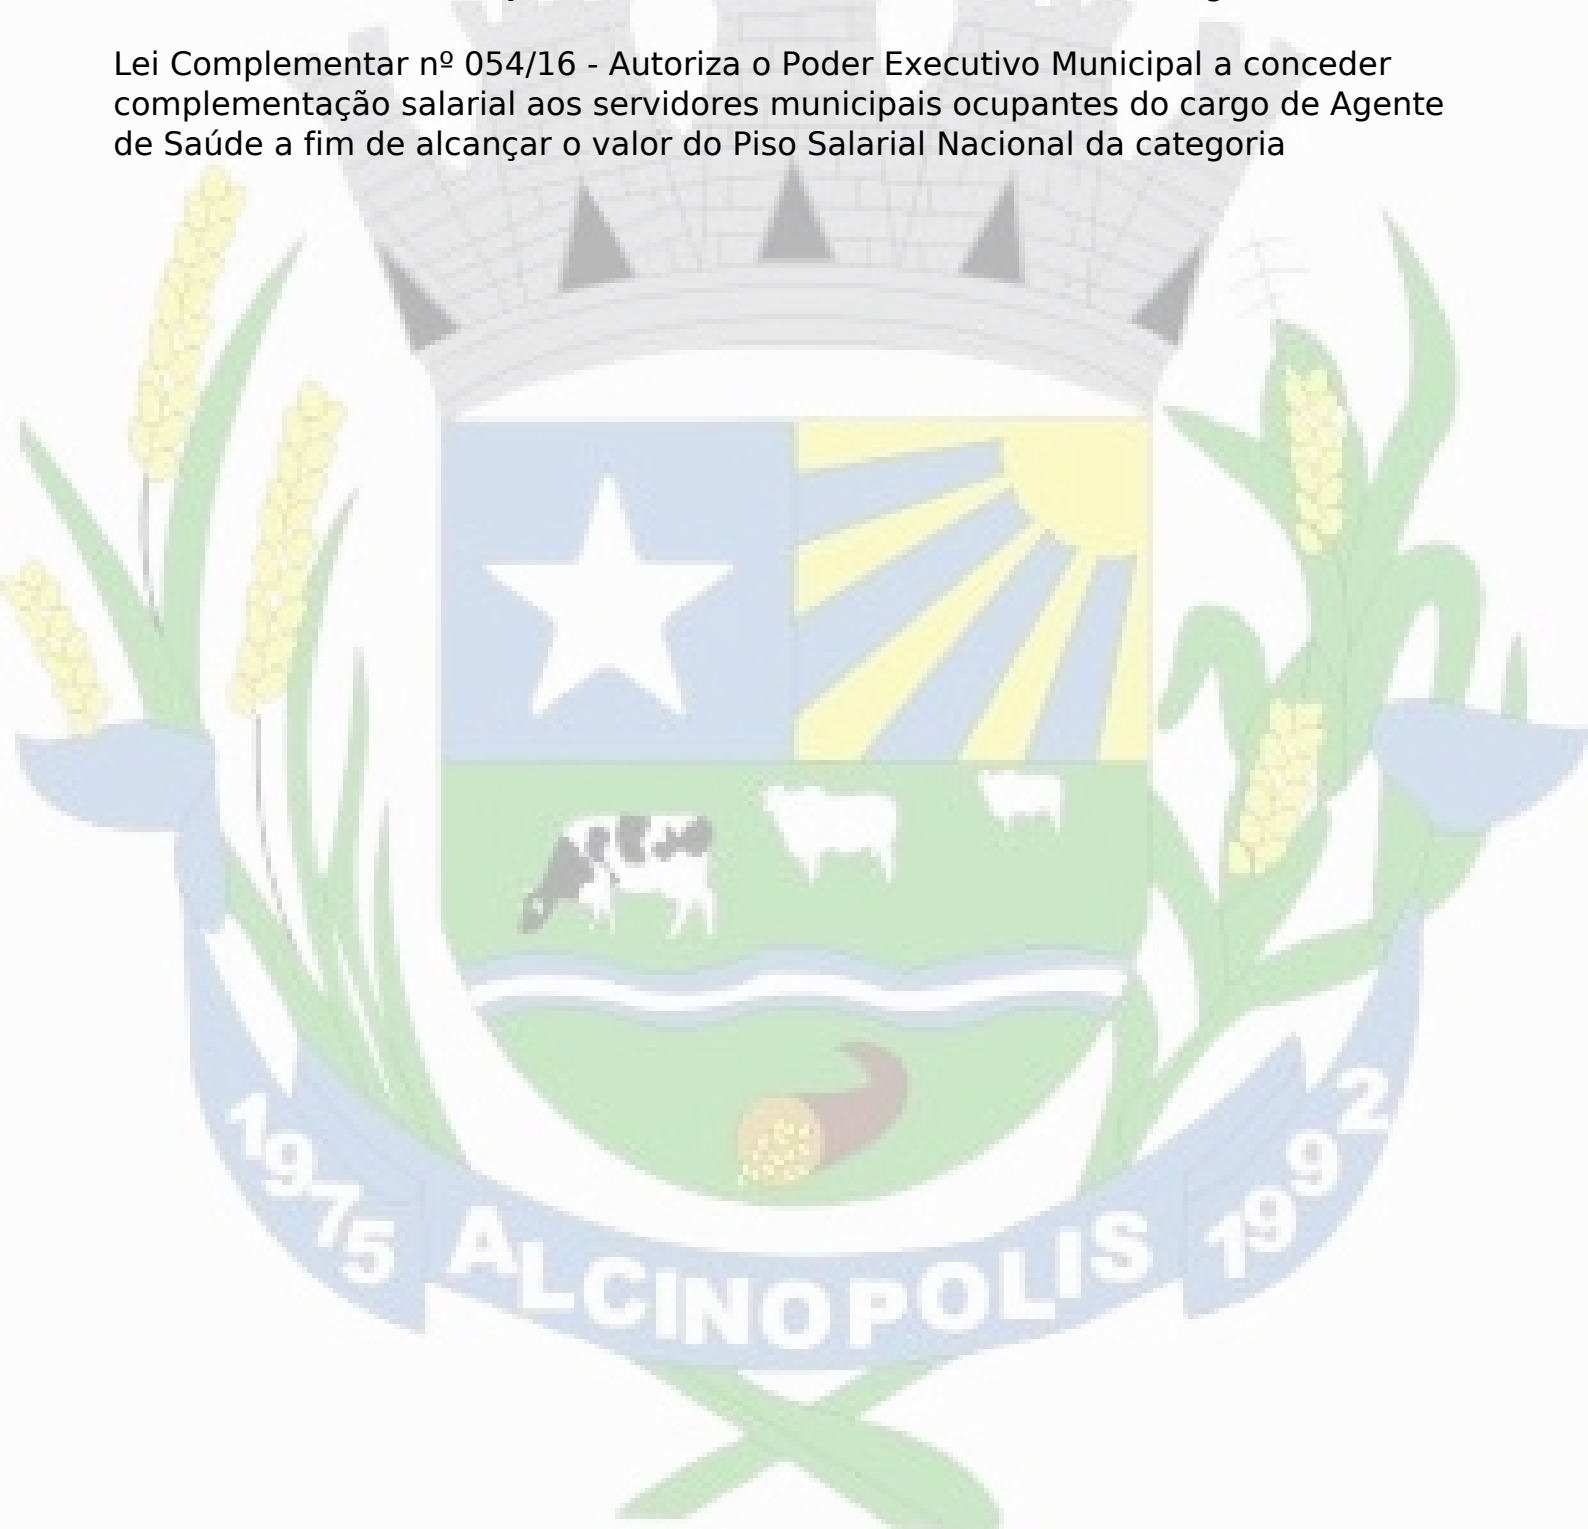 Lei Complementar nº 054/16 - Autoriza o Poder Executivo Municipal a conceder
complementação salarial aos servidores municipais ocupantes do cargo de Agente
de Saúde a fim de alcançar o valor do Piso Salarial Nacional da categoria
1975 ALCINOPOLIS 1992